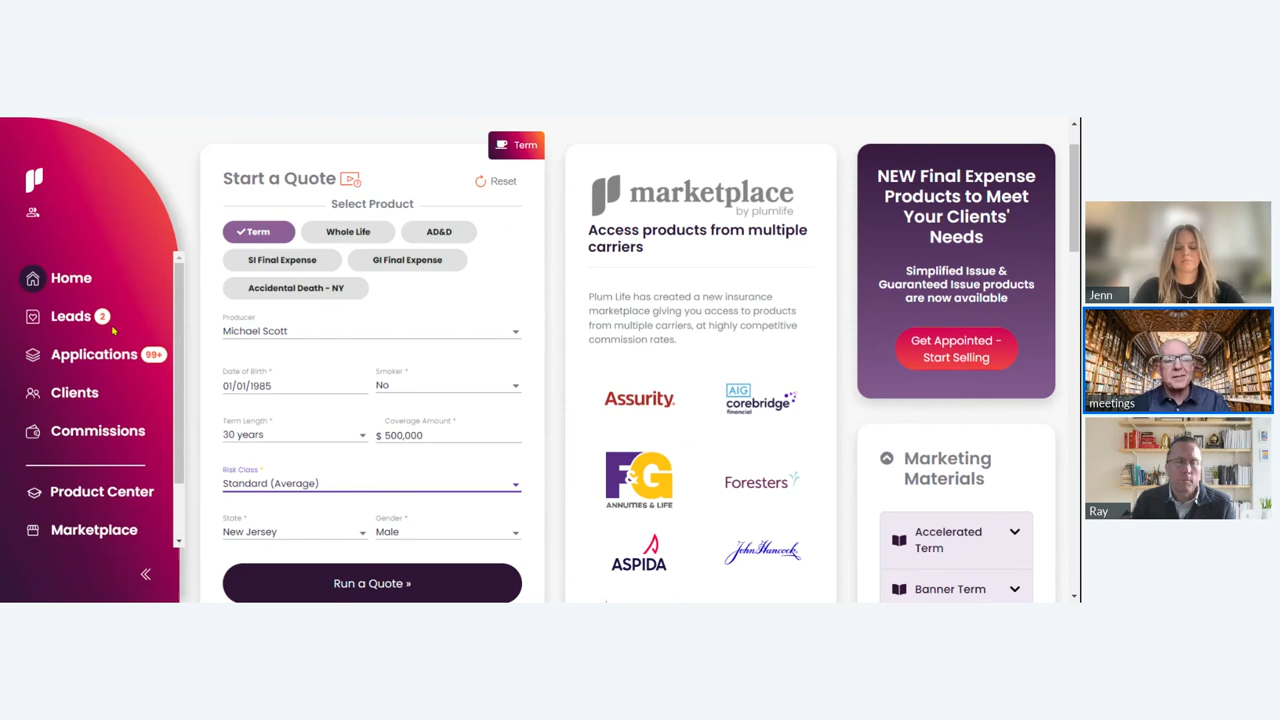 Home
Leads 2
Applications 99+
Clients
Commissions
Product Center
Marketplace
Term
Start a Quote
Reset
Select Product
Term
Whole Life
AD&D
SI Final Expense
GI Final Expense
Accidental Death - NY
Producer
Michael Scott
Date of Birth *
Smoker *
01/01/1985
No
Term Length *
Coverage Amount *
30 years
$ 500,000
Risk Class *
Standard (Average)
State *
Gender *
New Jersey
Male
Run a Quote »
marketplace
by plumlife
Access products from multiple
carriers
Plum Life has created a new insurance
marketplace giving you access to products
from multiple carriers, at highly competitive
commission rates.
Assurity.
AIG
corebridge
financial
F&G
ANNUITIES & LIFE
Foresters
ASPIDA
John Hancock
NEW Final Expense
Products to Meet
Your Clients'
Needs
Simplified Issue &
Guaranteed Issue products
are now available
Get Appointed -
Start Selling
Marketing
Materials
Accelerated
Term
Banner Term
Jenn
meetings
Ray